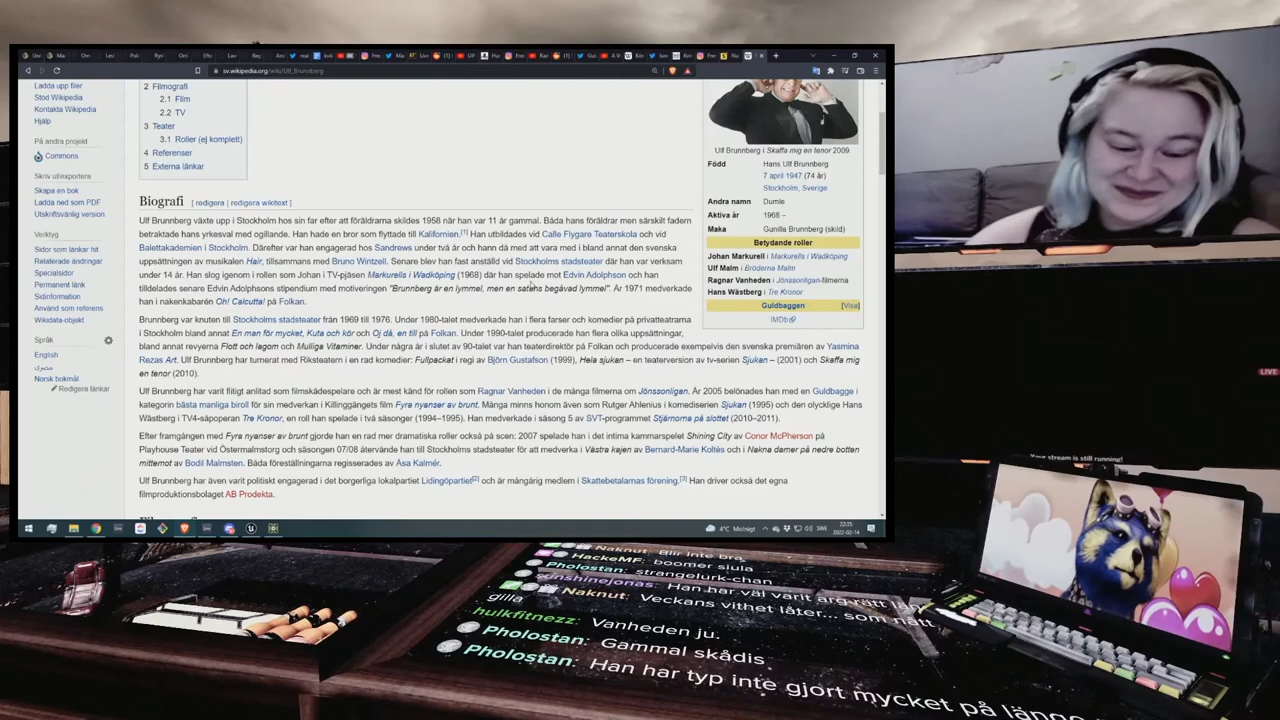 sv.wikipedia.org/wiki/Ulf_Brunnberg
Ladda upp filer
Stöd Wikipedia
Kontakta Wikipedia
Hjälp
På andra projekt
Commons
Skriv ut/exportera
Skapa en bok
Ladda ned som PDF
Utskriftsvänlig version
Verktyg
Sidor som länkar hit
Relaterade ändringar
Specialsidor
Permanent länk
Sidinformation
Använd som referens
Wikidata-objekt
Språk
English
مصرى
Norsk bokmål
Redigera länkar
2 Filmografi
2.1 Film
2.2 TV
3 Teater
3.1 Roller (ej komplett)
4 Referenser
5 Externa länkar
Biografi [ redigera | redigera wikitext ]
Ulf Brunnberg växte upp i Stockholm hos sin far efter att föräldrarna skildes 1958 när han var 11 år gammal. Båda hans föräldrar men särskilt fadern
betraktade hans yrkesval med ogillande. Han hade en bror som flyttade till Kalifornien.[1] Han utbildades vid Calle Flygare Teaterskola och vid
Balettakademien i Stockholm. Därefter var han engagerad hos Sandrews under två år och hann då med att vara med i bland annat den svenska
uppsättningen av musikalen Hair, tillsammans med Bruno Wintzell. Senare blev han fast anställd vid Stockholms stadsteater där han var verksam
under 14 år. Han slog igenom i rollen som Johan i TV-pjäsen Markurells i Wadköping (1968) där han spelade mot Edvin Adolphson och han
tilldelades senare Edvin Adolphsons stipendium med motiveringen "Brunnberg är en lymmel, men en satans begåvad lymmel". År 1971 medverkade
han i nakenkabarén Oh! Calcutta! på Folkan.
Brunnberg var knuten till Stockholms stadsteater från 1969 till 1976. Under 1980-talet medverkade han i flera farser och komedier på privatteatrarna
i Stockholm bland annat En man för mycket, Kuta och kör och Oj då, en till på Folkan. Under 1990-talet producerade han flera olika uppsättningar,
bland annat revyerna Flott och lagom och Mulliga Vitaminer. Under några år i slutet av 90-talet var han teaterdirektör på Folkan och producerade exempelvis den svenska premiären av Yasmina
Rezas Art. Ulf Brunnberg har turnerat med Riksteatern i en rad komedier: Fullpackat i regi av Björn Gustafson (1999), Hela sjukan – en teaterversion av tv-serien Sjukan – (2001) och Skaffa mig
en tenor (2010).
Ulf Brunnberg har varit flitigt anlitad som filmskådespelare och är mest känd för rollen som Ragnar Vanheden i de många filmerna om Jönssonligan. År 2005 belönades han med en Guldbagge i
kategorin bästa manliga biroll för sin medverkan i Killinggängets film Fyra nyanser av brunt. Många minns honom även som Rutger Ahlenius i komediserien Sjukan (1995) och den olycklige Hans
Wästberg i TV4-såpoperan Tre Kronor, en roll han spelade i två säsonger (1994–1995). Han medverkade i säsong 5 av SVT-programmet Stjärnorna på slottet (2010–2011).
Efter framgången med Fyra nyanser av brunt gjorde han en rad mer dramatiska roller också på scen: 2007 spelade han i det intima kammarspelet Shining City av Conor McPherson på
Playhouse Teater vid Östermalmstorg och säsongen 07/08 återvände han till Stockholms stadsteater för att medverka i Västra kajen av Bernard-Marie Koltès och i Nakna damer på nedre botten
mittemot av Bodil Malmsten. Båda föreställningarna regisserades av Åsa Kalmér.
Ulf Brunnberg har även varit politiskt engagerad i det borgerliga lokalpartiet Lidingöpartiet[2] och är mångårig medlem i Skattebetalarnas förening.[3] Han driver också det egna
filmproduktionsbolaget AB Prodekta.
Ulf Brunnberg i Skaffa mig en tenor 2009.
Född Hans Ulf Brunnberg
7 april 1947 (74 år)
Stockholm, Sverige
Andra namn Dumle
Aktiva år 1968 –
Maka Gunilla Brunnberg (skild)
Betydande roller
Johan Markurell i Markurells i Wadköping
Ulf Malm i Bröderna Malm
Ragnar Vanheden i Jönssonligan-filmerna
Hans Wästberg i Tre Kronor
Guldbaggen [Visa]
IMDb
4°C Molnigt
SWE
22:35
2022-02-14
LIVE
Your stream is still running!
Naknut: Blir inte bra.
HackeMF: boomer sjula
Pholostan: strangelurk-chan
Han har väl varit arg rätt
gilla
Naknut: Veckans vithet låter... som nått
hulkfitnezz: Vanheden ju.
Pholostan: Gammal skådis.
Pholostan: Han har typ inte gjort mycket på länge